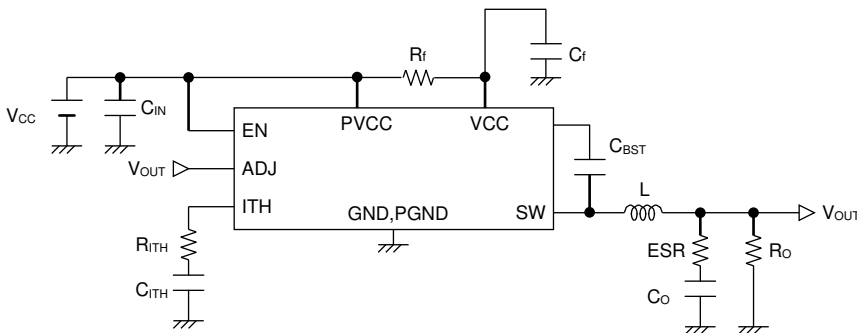 Rf
Cf
VCC
CIN
EN
PVCC
VCC
CBST
VOUT
ADJ
L
ITH
GND,PGND
SW
VOUT
RITH
ESR
RO
CITH
CO